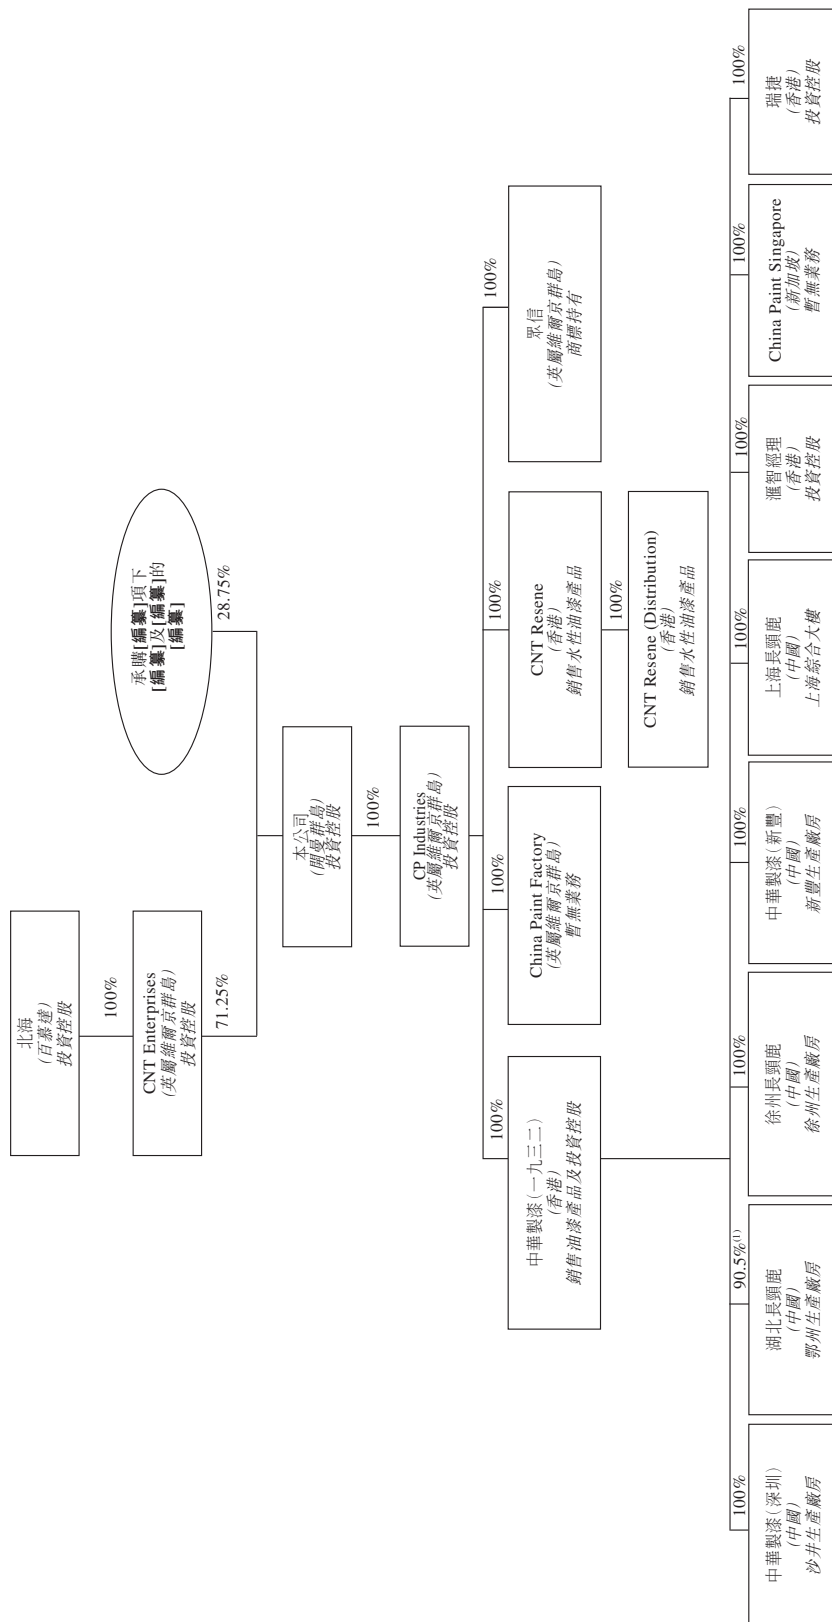 北海
(百慕達)
投資控股
100%
CNT Enterprises
(英屬維爾京群島)
投資控股
71.25%
承購[編纂]項下
[編纂]及[編纂]的
[編纂]
28.75%
本公司
(開曼群島)
投資控股
100%
CP Industries
(英屬維爾京群島)
投資控股
100%
中華製漆(一九三二)
(香港)
銷售油漆產品及投資控股
100%
China Paint Factory
(英屬維爾京群島)
暫無業務
100%
CNT Resene
(香港)
銷售水性油漆產品
100%
眾信
(英屬維爾京群島)
商標持有
100%
CNT Resene (Distribution)
(香港)
銷售水性油漆產品
100%
中華製漆(深圳)
(中國)
沙井生產廠房
90.5%(1)
湖北長頸鹿
(中國)
鄂州生產廠房
100%
徐州長頸鹿
(中國)
徐州生產廠房
100%
中華製漆(新豐)
(中國)
新豐生產廠房
100%
上海長頸鹿
(中國)
上海綜合大樓
100%
滙智經理
(香港)
投資控股
100%
China Paint Singapore
(新加坡)
暫無業務
100%
瑞捷
(香港)
投資控股